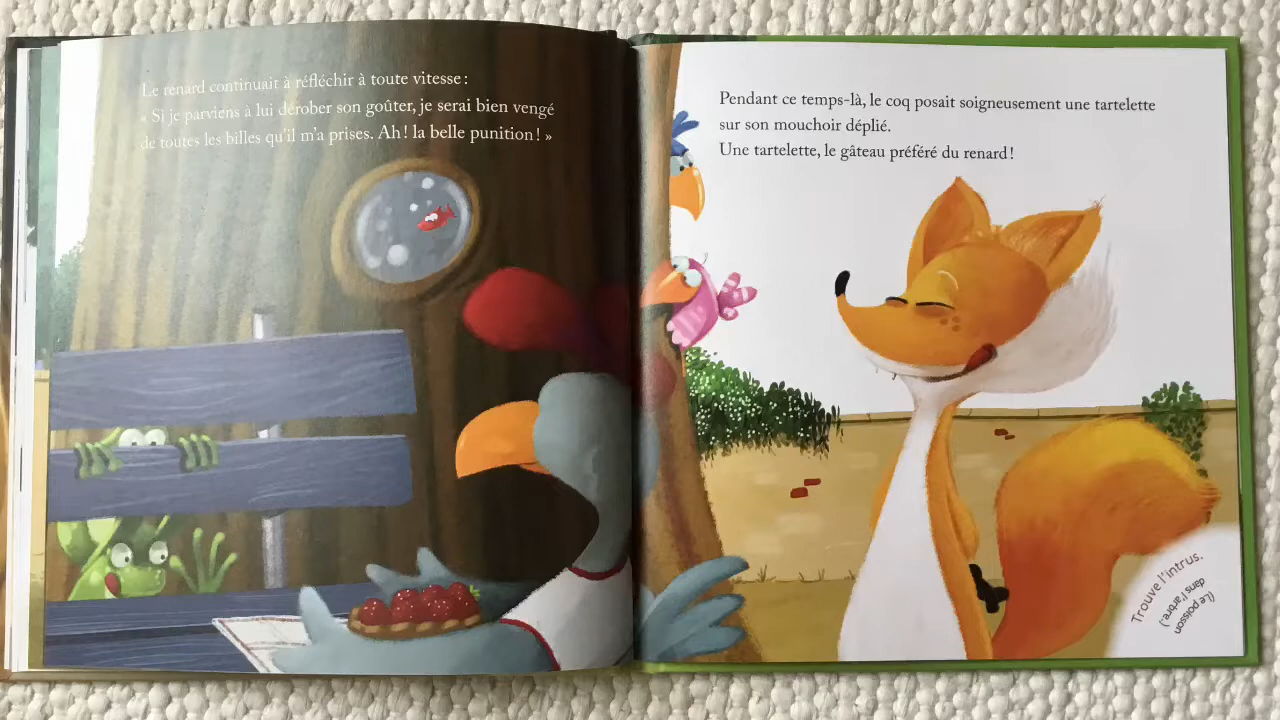 Le renard continuait à réfléchir à toute vitesse :
« Si je parviens à lui dérober son goûter, je serai bien vengé
de toutes les billes qu'il m'a prises. Ah ! la belle punition ! »
Pendant ce temps-là, le coq posait soigneusement une tartelette
sur son mouchoir déplié.
Une tartelette, le gâteau préféré du renard !
Trouve l'intrus.
(Le poisson
dans l'arbre.)